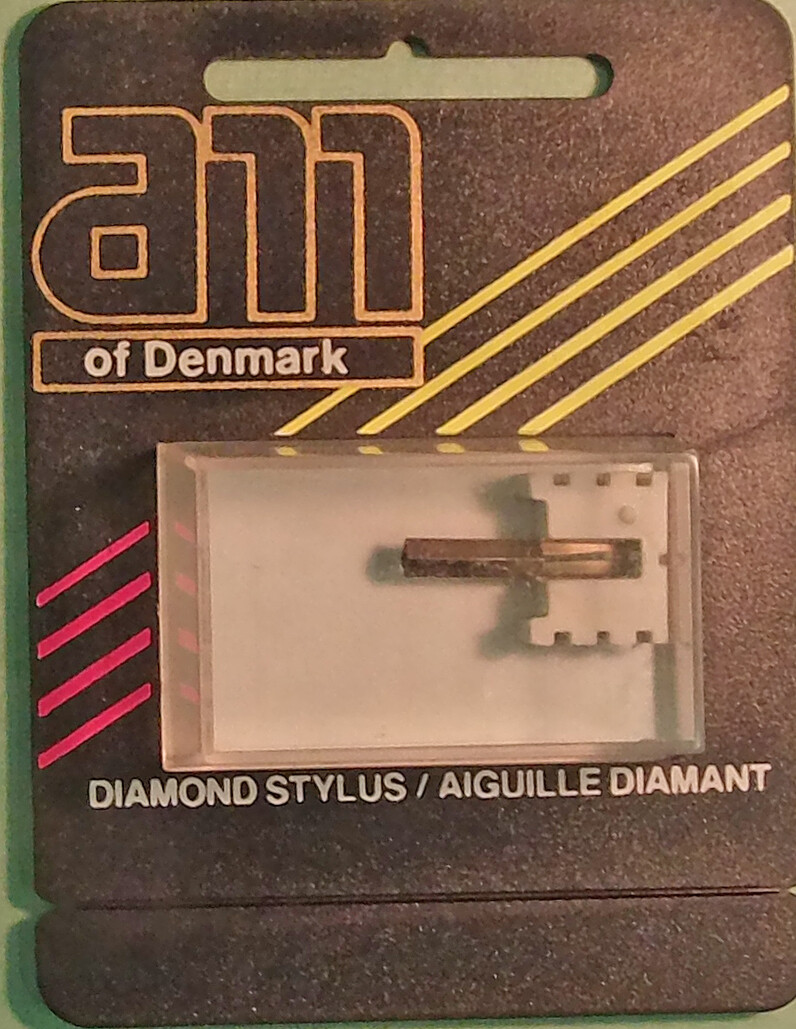 am
of Denmark
DIAMOND STYLUS / AIGUILLE DIAMANT